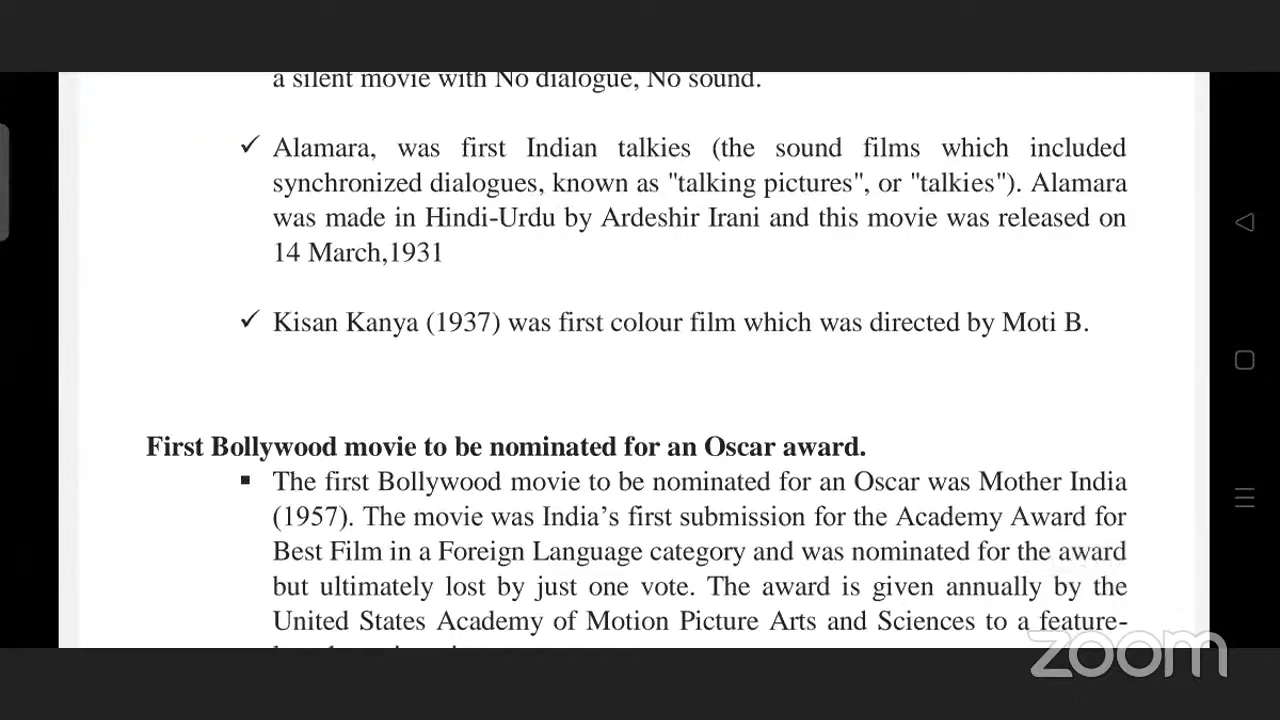 a silent movie with No dialogue, No sound.
✓ Alamara, was first Indian talkies (the sound films which included
synchronized dialogues, known as "talking pictures", or "talkies"). Alamara
was made in Hindi-Urdu by Ardeshir Irani and this movie was released on
14 March,1931
✓ Kisan Kanya (1937) was first colour film which was directed by Moti B.
First Bollywood movie to be nominated for an Oscar award.
▪ The first Bollywood movie to be nominated for an Oscar was Mother India
(1957). The movie was India’s first submission for the Academy Award for
Best Film in a Foreign Language category and was nominated for the award
but ultimately lost by just one vote. The award is given annually by the
United States Academy of Motion Picture Arts and Sciences to a feature-
zoom